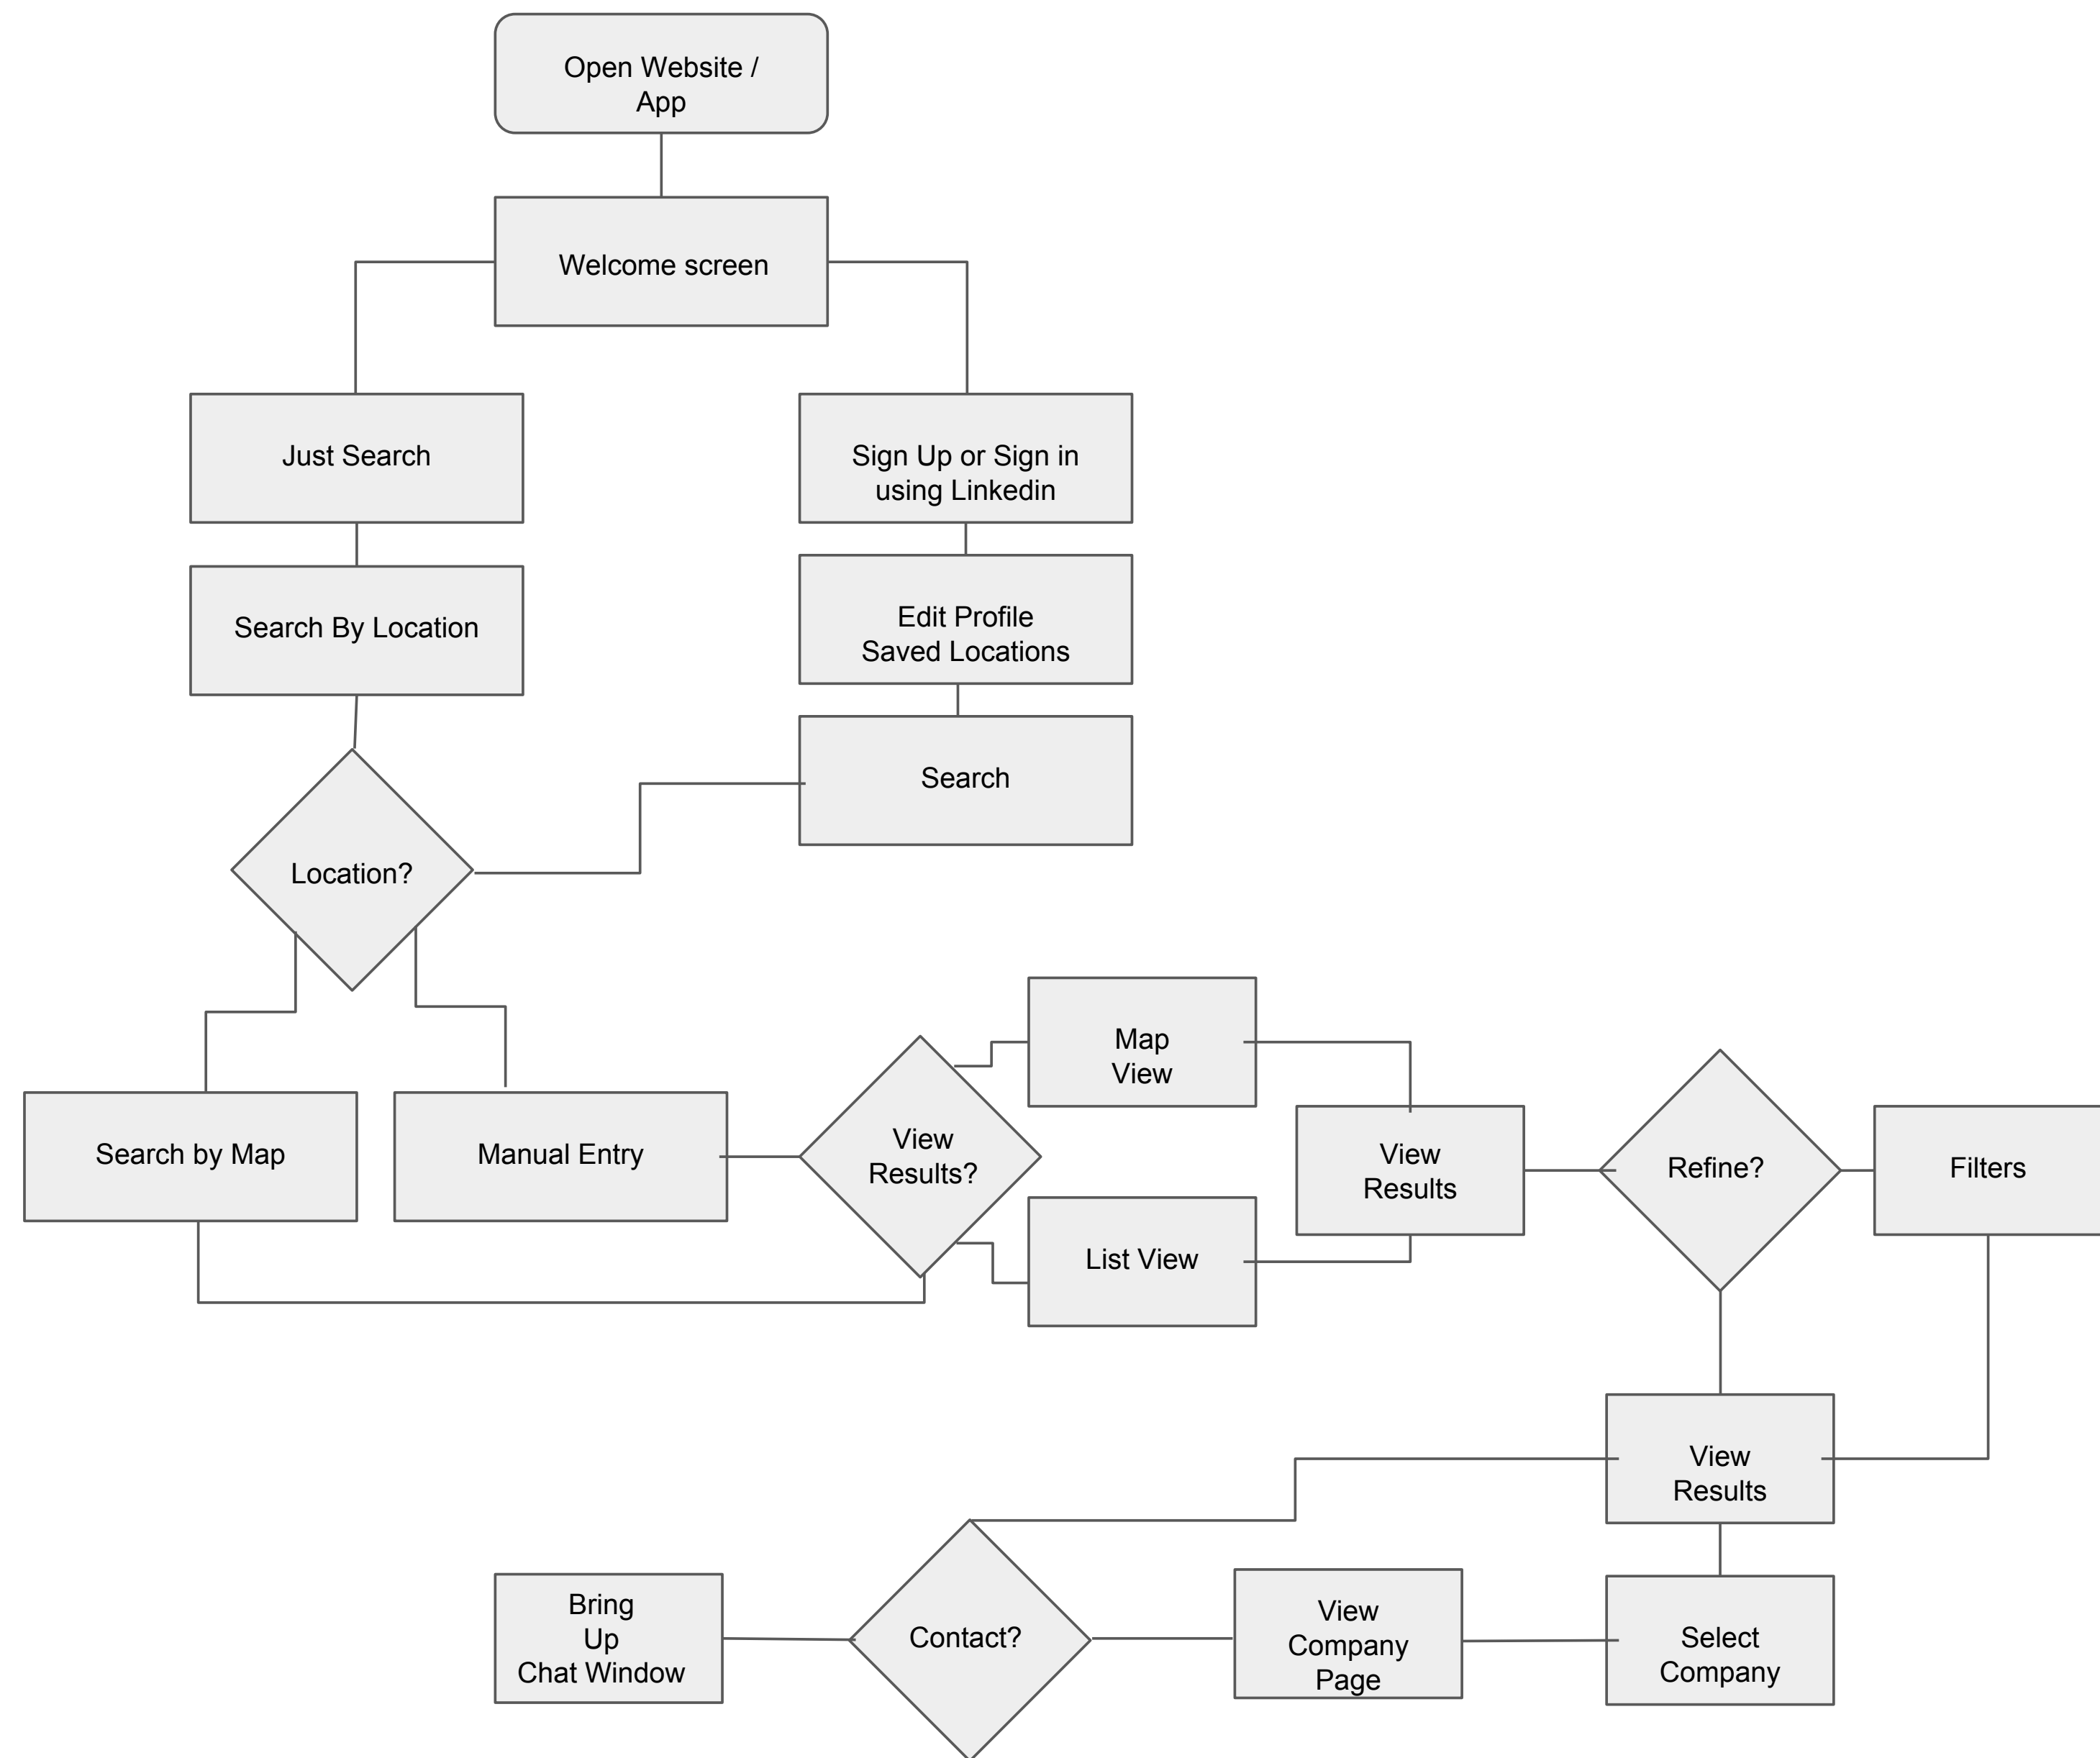 Open Website /
App
Welcome screen
Just Search
Sign Up or Sign in
using Linkedin
Search By Location
Edit Profile
Saved Locations
Search
Location?
Map
View
Search by Map
Manual Entry
View
Results?
View
Results
Refine?
Filters
List View
View
Results
Bring
Up
Chat Window
Contact?
View
Company
Page
Select
Company